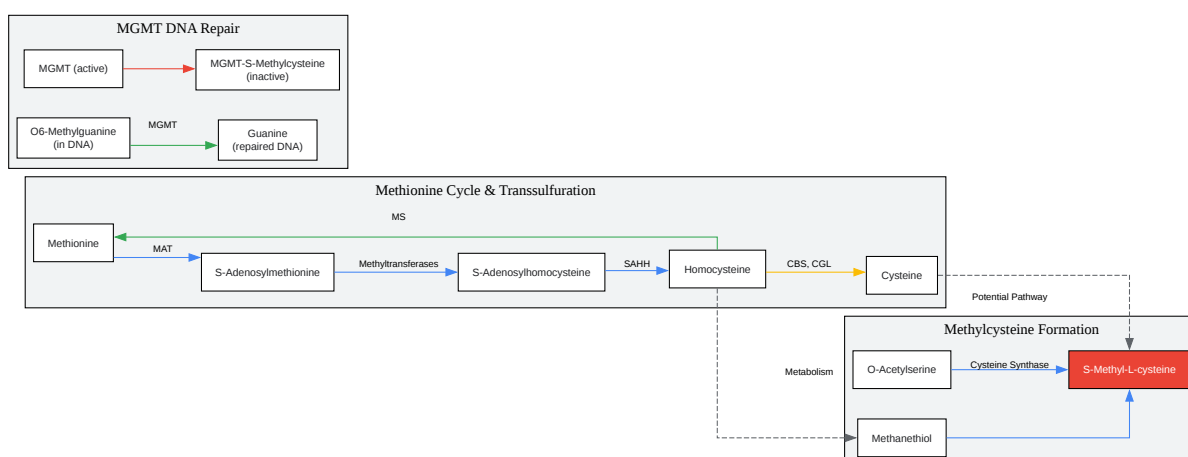 MGMT DNA Repair
MGMT (active)
MGMT-S-Methylcysteine
(inactive)
O6-Methylguanine
(in DNA)
MGMT
Guanine
(repaired DNA)
Methionine Cycle & Transsulfuration
MS
Methionine
MAT
S-Adenosylmethionine
Methyltransferases
S-Adenosylhomocysteine
SAHH
Homocysteine
CBS, CGL
Cysteine
Potential Pathway
Methylcysteine Formation
Metabolism
O-Acetylserine
Cysteine Synthase
S-Methyl-L-cysteine
Methanethiol